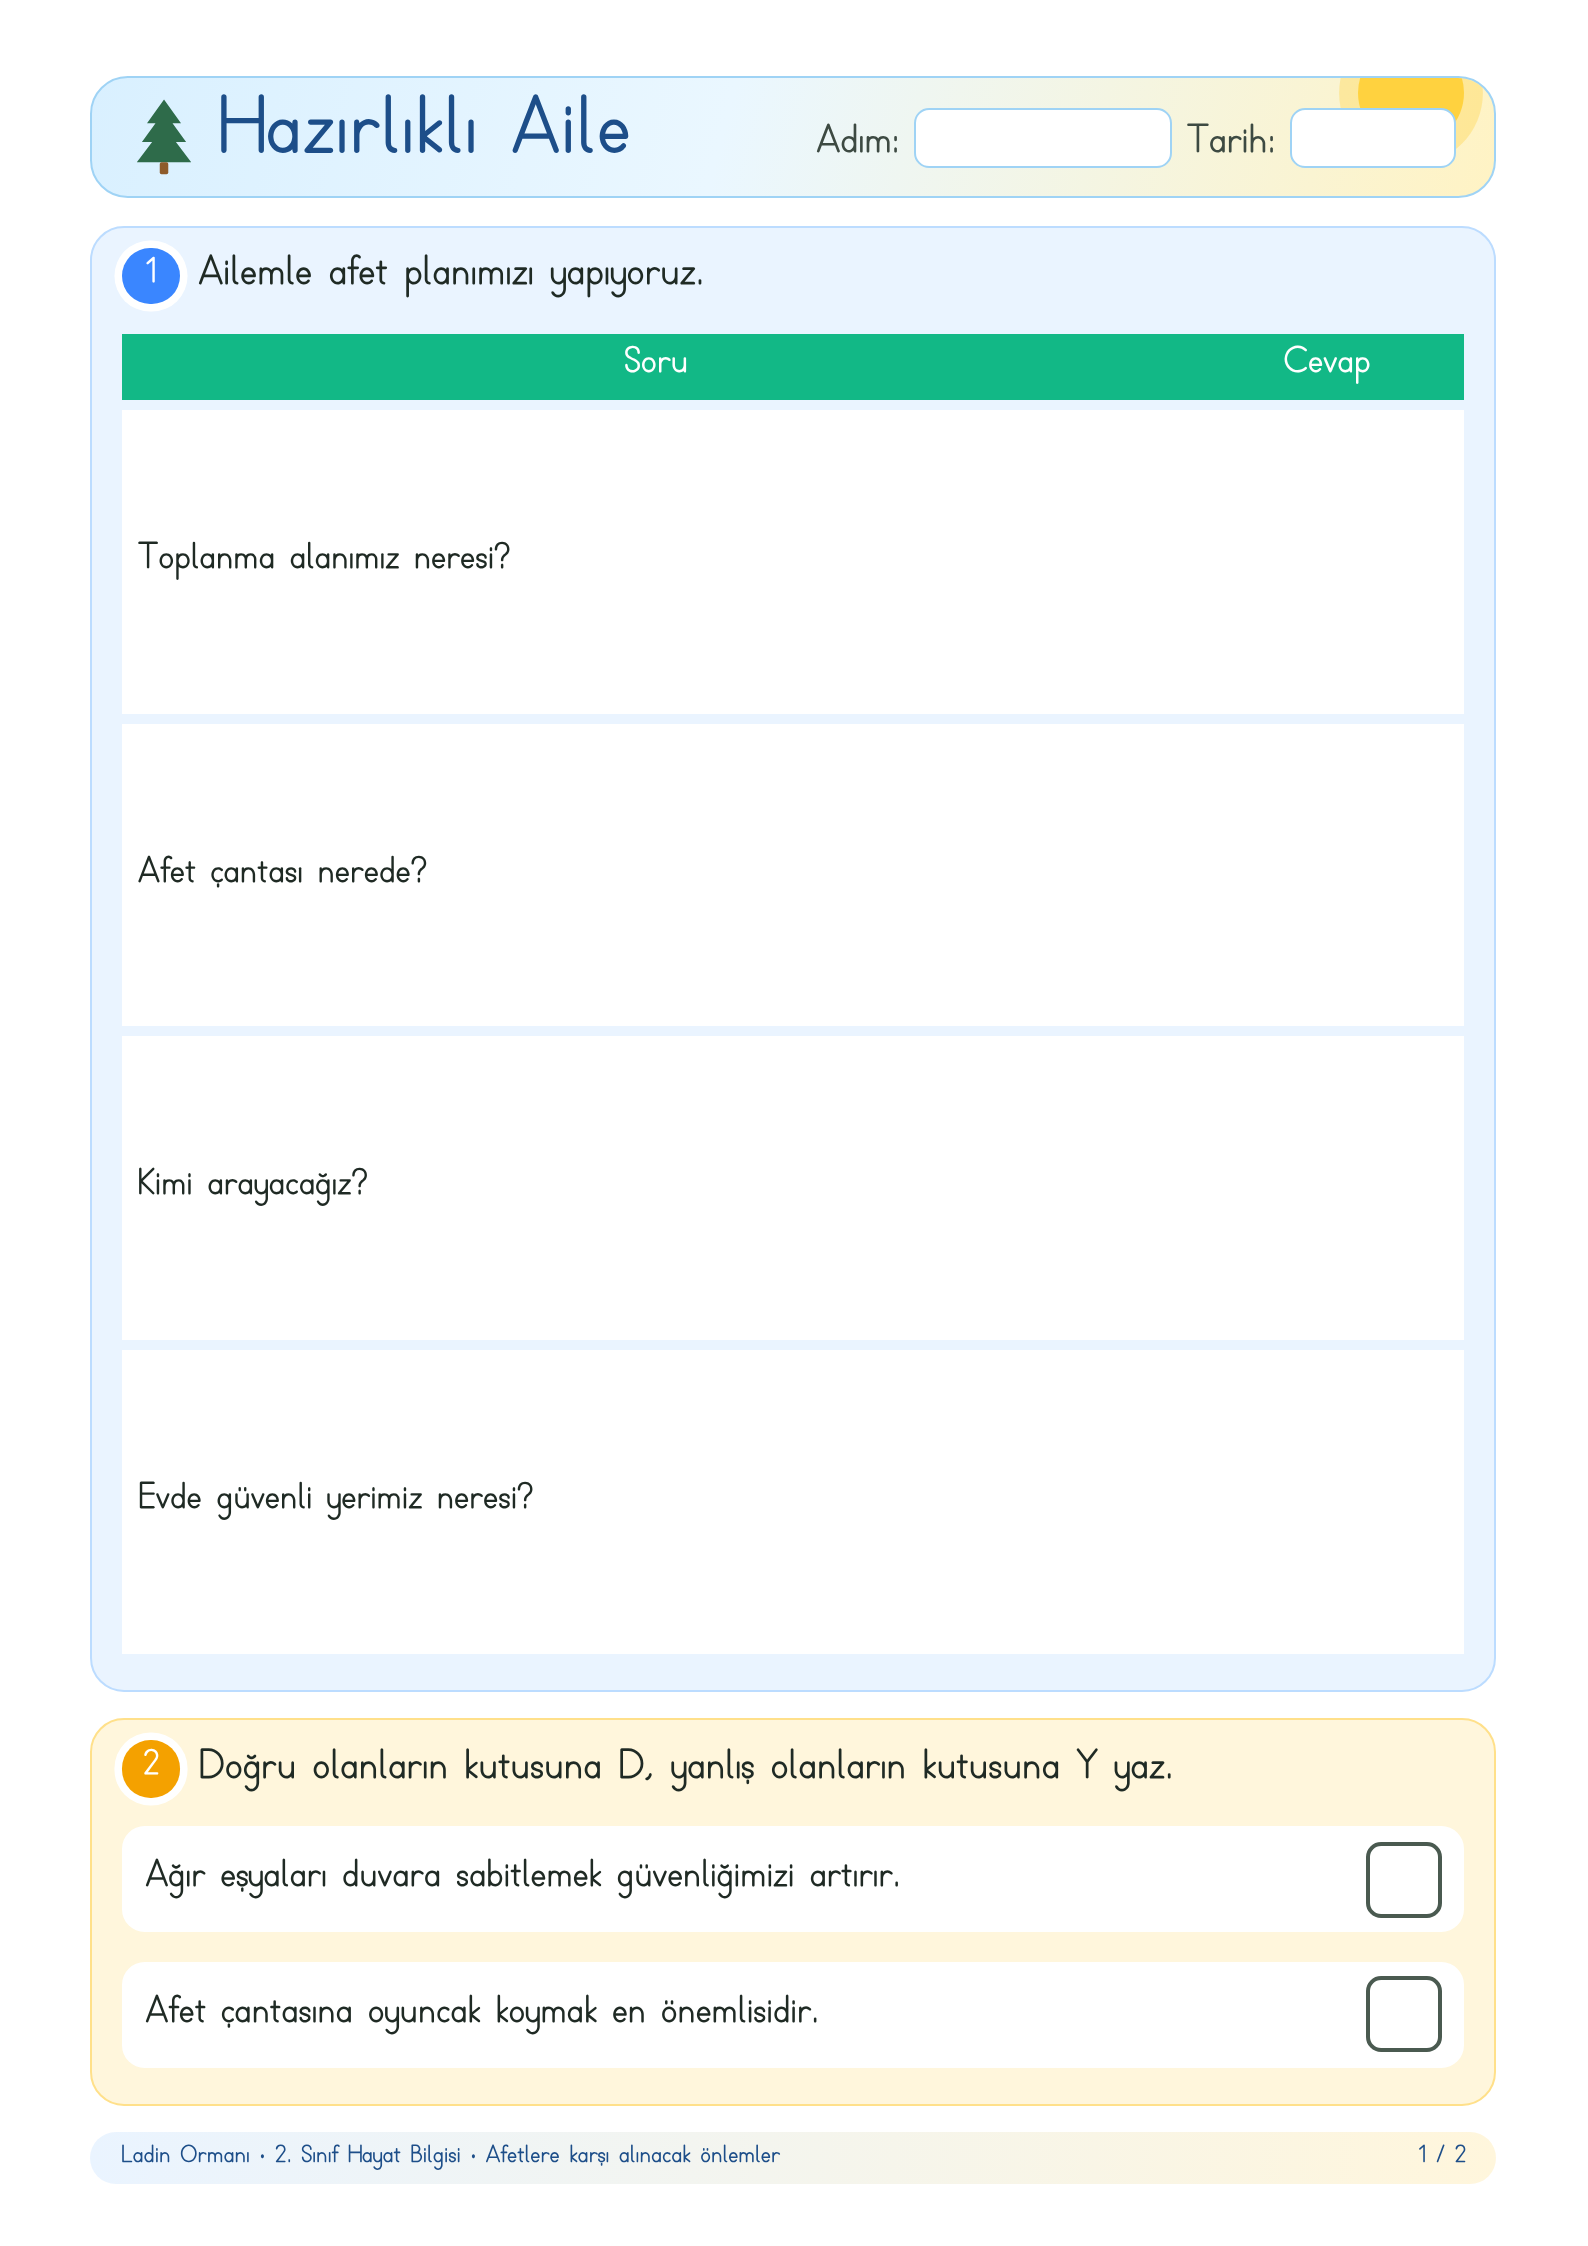 Hazırlıklı Aile
Adım: Tarih:
1 Ailemle afet planımızı yapıyoruz.
Soru Cevap
Toplanma alanımız neresi?
Afet çantası nerede?
Kimi arayacağız?
Evde güvenli yerimiz neresi?
2 Doğru olanların kutusuna D, yanlış olanların kutusuna Y yaz.
Ağır eşyaları duvara sabitlemek güvenliğimizi artırır.
Afet çantasına oyuncak koymak en önemlisidir.
Ladin Ormanı • 2. Sınıf Hayat Bilgisi • Afetlere karşı alınacak önlemler 1 / 2